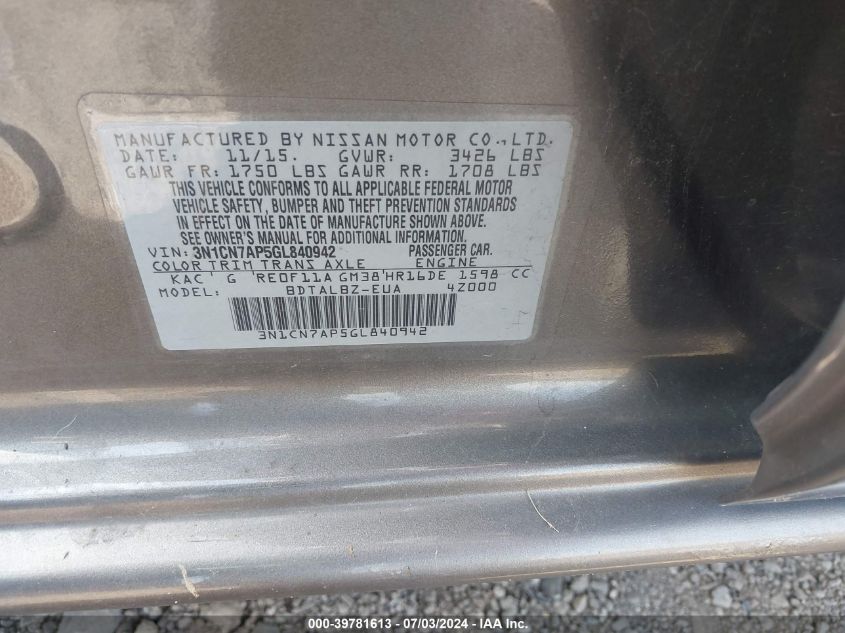 MANUFACTURED BY NISSAN MOTOR CO., LTD.
DATE: 11/15. GVWR: 3426 LBS
GAWR FR: 1750 LBS GAWR RR: 1708 LBS
THIS VEHICLE CONFORMS TO ALL APPLICABLE FEDERAL MOTOR
VEHICLE SAFETY, BUMPER AND THEFT PREVENTION STANDARDS
IN EFFECT ON THE DATE OF MANUFACTURE SHOWN ABOVE.
SEE OWNER'S MANUAL FOR ADDITIONAL INFORMATION.
VIN: 3N1CN7AP5GL840942 PASSENGER CAR.
COLOR TRIM TRANS AXLE ENGINE
KAC G RE0F11A GM38 HR16DE 1598 CC
MODEL: BDTALBZ-EUA 4Z000
3N1CN7AP5GL840942
000-39781613 - 07/03/2024 - IAA Inc.